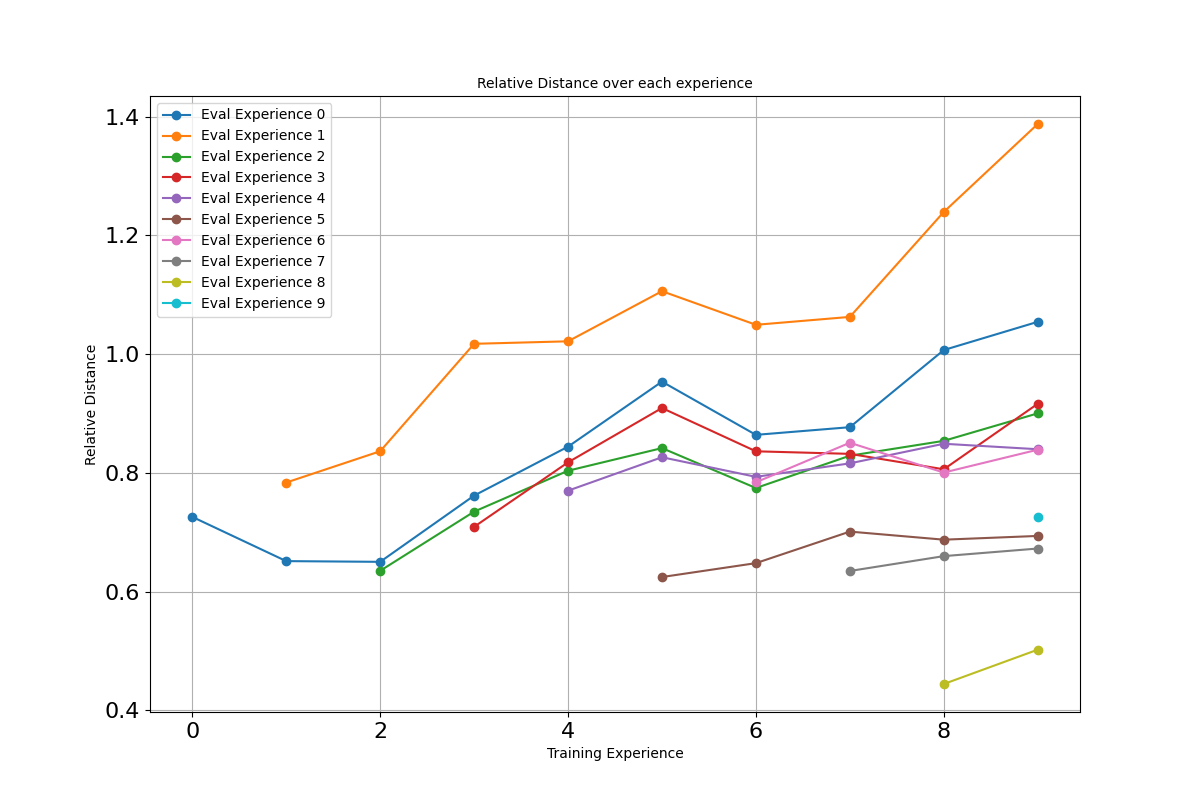 Relative Distance over each experience
1.4
1.2
1.0
0.8
0.6
0.4
Relative Distance
Eval Experience 0
Eval Experience 1
Eval Experience 2
Eval Experience 3
Eval Experience 4
Eval Experience 5
Eval Experience 6
Eval Experience 7
Eval Experience 8
Eval Experience 9
0 2 4 6 8
Training Experience